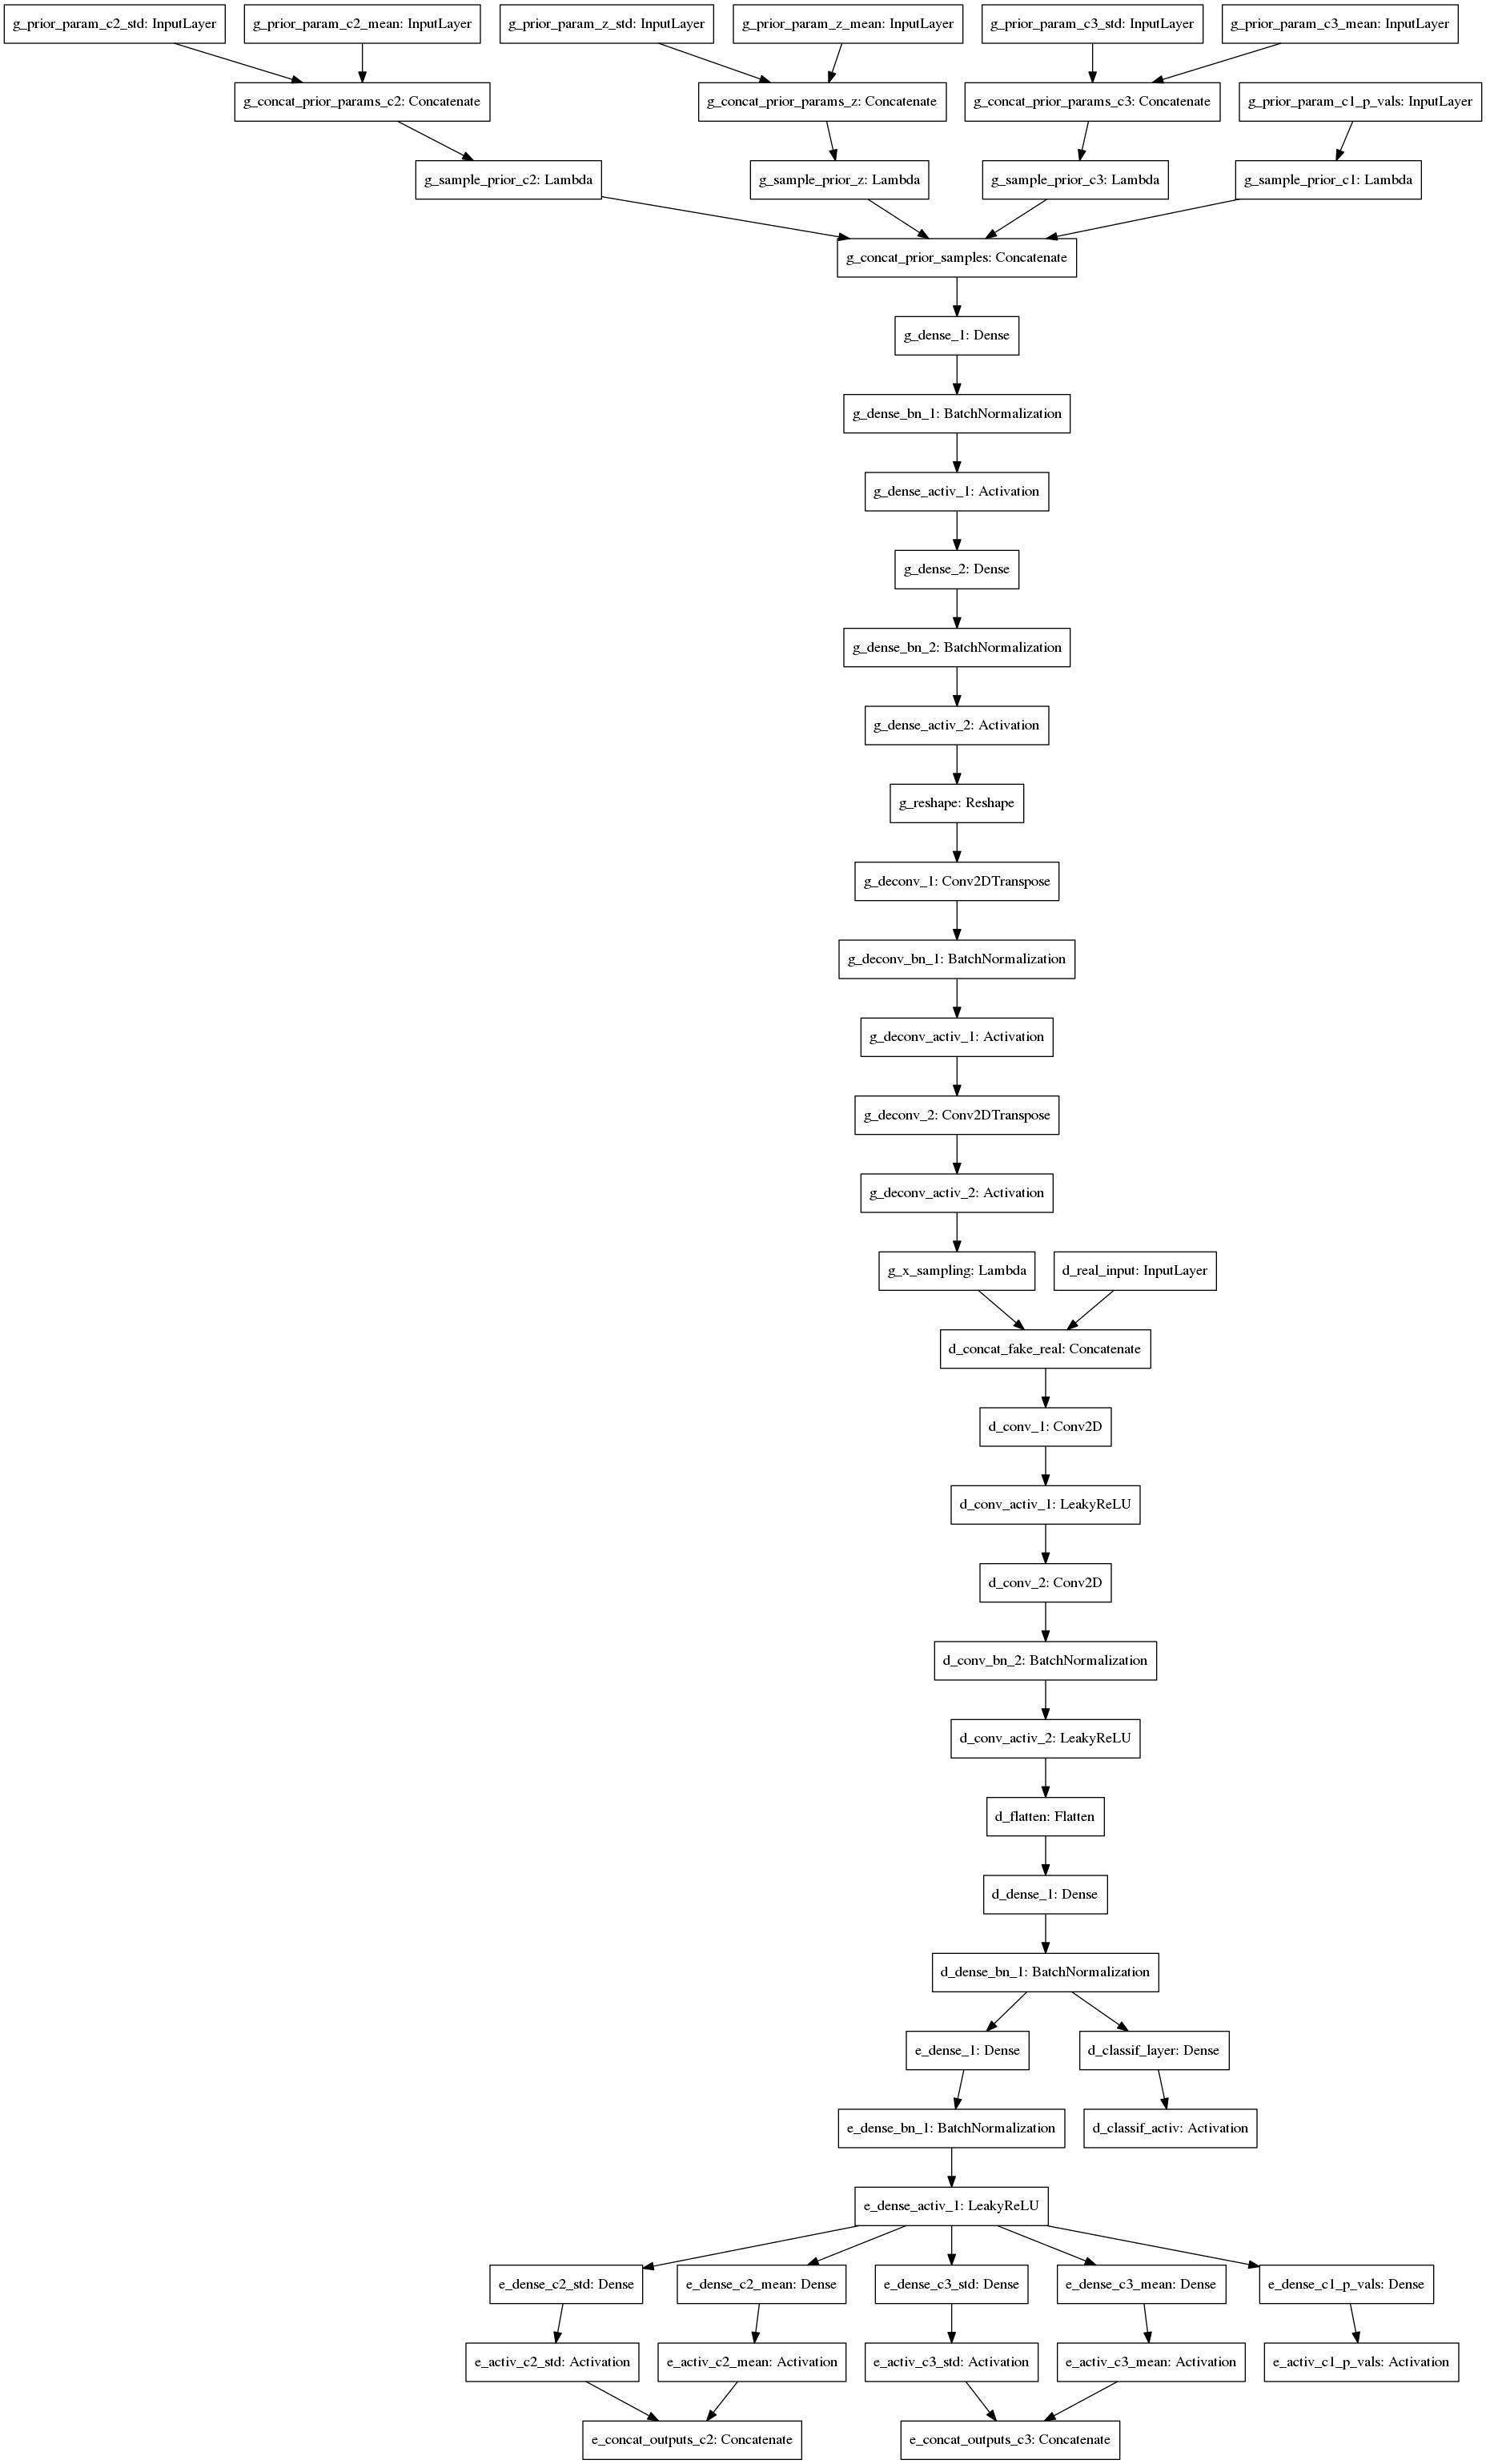 g_prior_param_c2_std: InputLayer
g_prior_param_c2_mean: InputLayer
g_prior_param_z_std: InputLayer
g_prior_param_z_mean: InputLayer
g_prior_param_c3_std: InputLayer
g_prior_param_c3_mean: InputLayer
g_concat_prior_params_c2: Concatenate
g_concat_prior_params_z: Concatenate
g_concat_prior_params_c3: Concatenate
g_prior_param_c1_p_vals: InputLayer
g_sample_prior_c2: Lambda
g_sample_prior_z: Lambda
g_sample_prior_c3: Lambda
g_sample_prior_c1: Lambda
g_concat_prior_samples: Concatenate
g_dense_1: Dense
g_dense_bn_1: BatchNormalization
g_dense_activ_1: Activation
g_dense_2: Dense
g_dense_bn_2: BatchNormalization
g_dense_activ_2: Activation
g_reshape: Reshape
g_deconv_1: Conv2DTranspose
g_deconv_bn_1: BatchNormalization
g_deconv_activ_1: Activation
g_deconv_2: Conv2DTranspose
g_deconv_activ_2: Activation
g_x_sampling: Lambda
d_real_input: InputLayer
d_concat_fake_real: Concatenate
d_conv_1: Conv2D
d_conv_activ_1: LeakyReLU
d_conv_2: Conv2D
d_conv_bn_2: BatchNormalization
d_conv_activ_2: LeakyReLU
d_flatten: Flatten
d_dense_1: Dense
d_dense_bn_1: BatchNormalization
e_dense_1: Dense
d_classif_layer: Dense
e_dense_bn_1: BatchNormalization
d_classif_activ: Activation
e_dense_activ_1: LeakyReLU
e_dense_c2_std: Dense
e_dense_c2_mean: Dense
e_dense_c3_std: Dense
e_dense_c3_mean: Dense
e_dense_c1_p_vals: Dense
e_activ_c2_std: Activation
e_activ_c2_mean: Activation
e_activ_c3_std: Activation
e_activ_c3_mean: Activation
e_activ_c1_p_vals: Activation
e_concat_outputs_c2: Concatenate
e_concat_outputs_c3: Concatenate